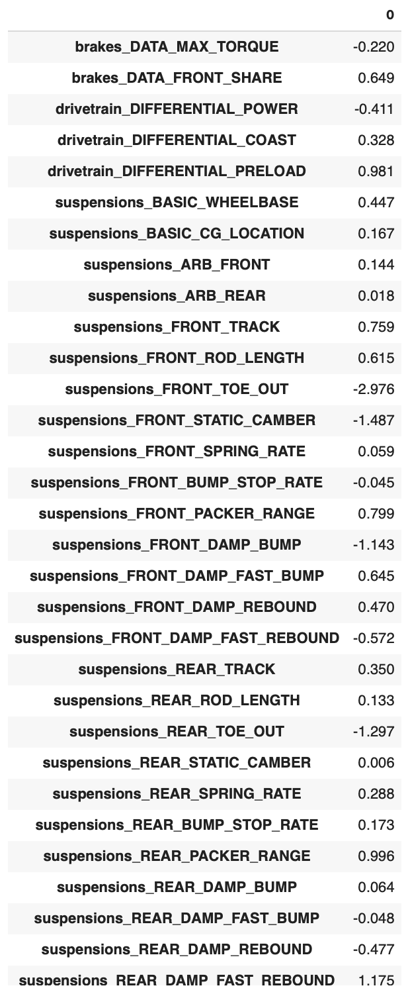 0
brakes_DATA_MAX_TORQUE -0.220
brakes_DATA_FRONT_SHARE 0.649
drivetrain_DIFFERENTIAL_POWER -0.411
drivetrain_DIFFERENTIAL_COAST 0.328
drivetrain_DIFFERENTIAL_PRELOAD 0.981
suspensions_BASIC_WHEELBASE 0.447
suspensions_BASIC_CG_LOCATION 0.167
suspensions_ARB_FRONT 0.144
suspensions_ARB_REAR 0.018
suspensions_FRONT_TRACK 0.759
suspensions_FRONT_ROD_LENGTH 0.615
suspensions_FRONT_TOE_OUT -2.976
suspensions_FRONT_STATIC_CAMBER -1.487
suspensions_FRONT_SPRING_RATE 0.059
suspensions_FRONT_BUMP_STOP_RATE -0.045
suspensions_FRONT_PACKER_RANGE 0.799
suspensions_FRONT_DAMP_BUMP -1.143
suspensions_FRONT_DAMP_FAST_BUMP 0.645
suspensions_FRONT_DAMP_REBOUND 0.470
suspensions_FRONT_DAMP_FAST_REBOUND -0.572
suspensions_REAR_TRACK 0.350
suspensions_REAR_ROD_LENGTH 0.133
suspensions_REAR_TOE_OUT -1.297
suspensions_REAR_STATIC_CAMBER 0.006
suspensions_REAR_SPRING_RATE 0.288
suspensions_REAR_BUMP_STOP_RATE 0.173
suspensions_REAR_PACKER_RANGE 0.996
suspensions_REAR_DAMP_BUMP 0.064
suspensions_REAR_DAMP_FAST_BUMP -0.048
suspensions_REAR_DAMP_REBOUND -0.477
suspensions_REAR_DAMP_FAST_REBOUND 1.175